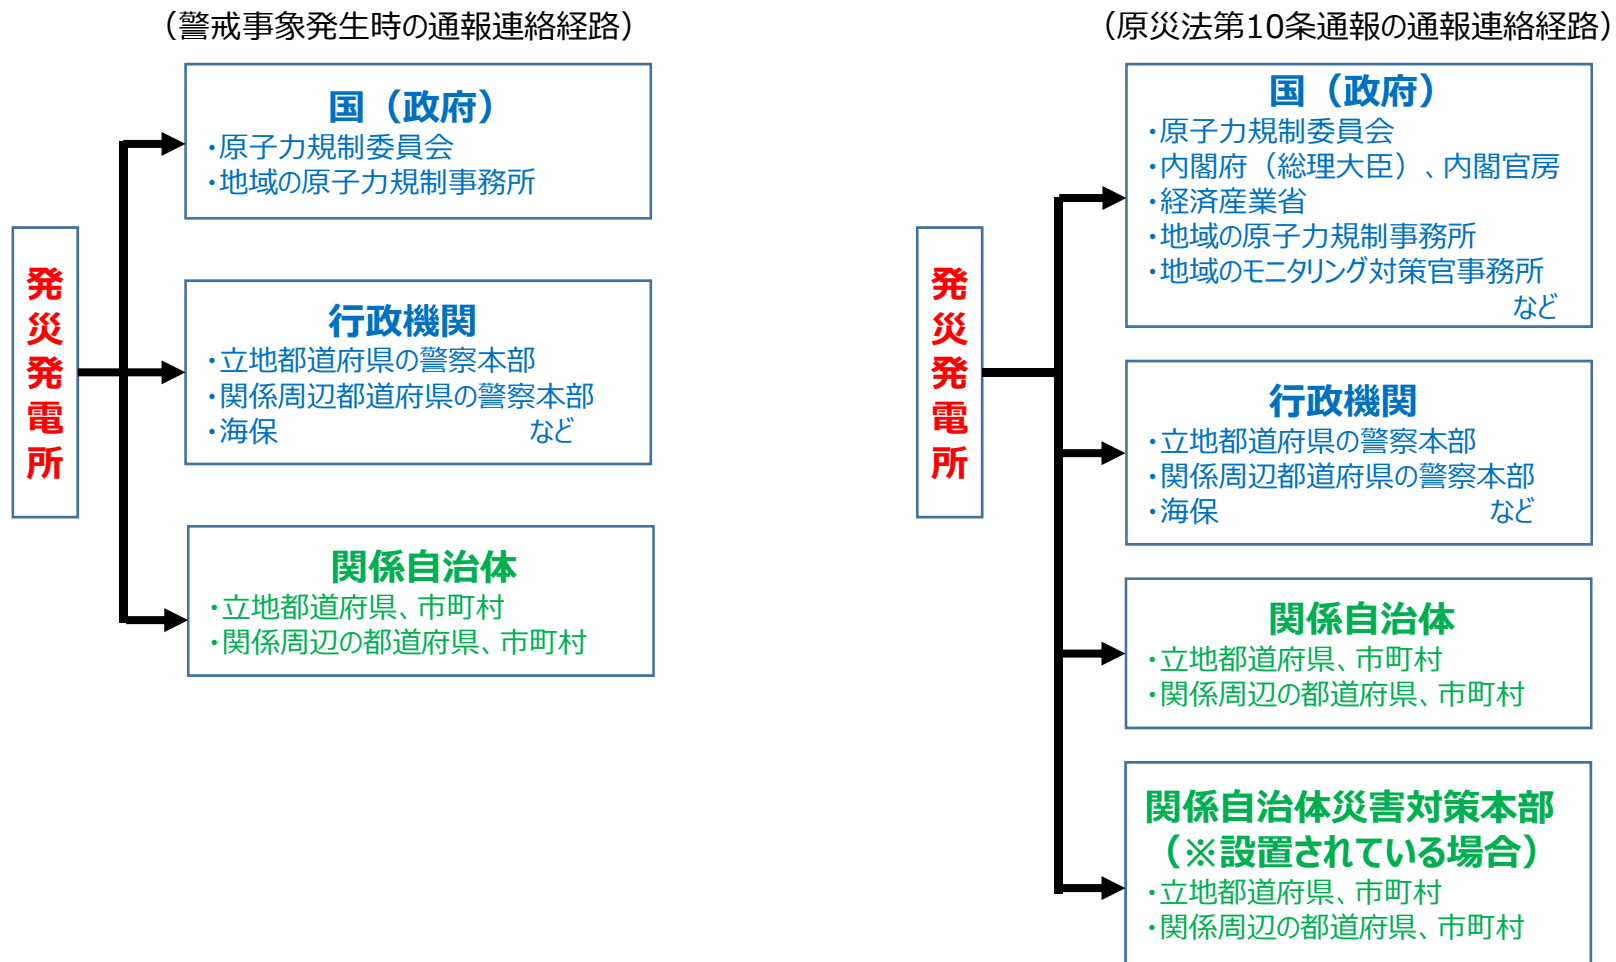 （警戒事象発生時の通報連絡経路）
発災発電所
国（政府）
・原子力規制委員会
・地域の原子力規制事務所
行政機関
・立地都道府県の警察本部
・関係周辺都道府県の警察本部
・海保 など
関係自治体
・立地都道府県、市町村
・関係周辺の都道府県、市町村
（原災法第10条通報の通報連絡経路）
発災発電所
国（政府）
・原子力規制委員会
・内閣府（総理大臣）、内閣官房
・経済産業省
・地域の原子力規制事務所
・地域のモニタリング対策官事務所
など
行政機関
・立地都道府県の警察本部
・関係周辺都道府県の警察本部
・海保 など
関係自治体
・立地都道府県、市町村
・関係周辺の都道府県、市町村
関係自治体災害対策本部
（※設置されている場合）
・立地都道府県、市町村
・関係周辺の都道府県、市町村